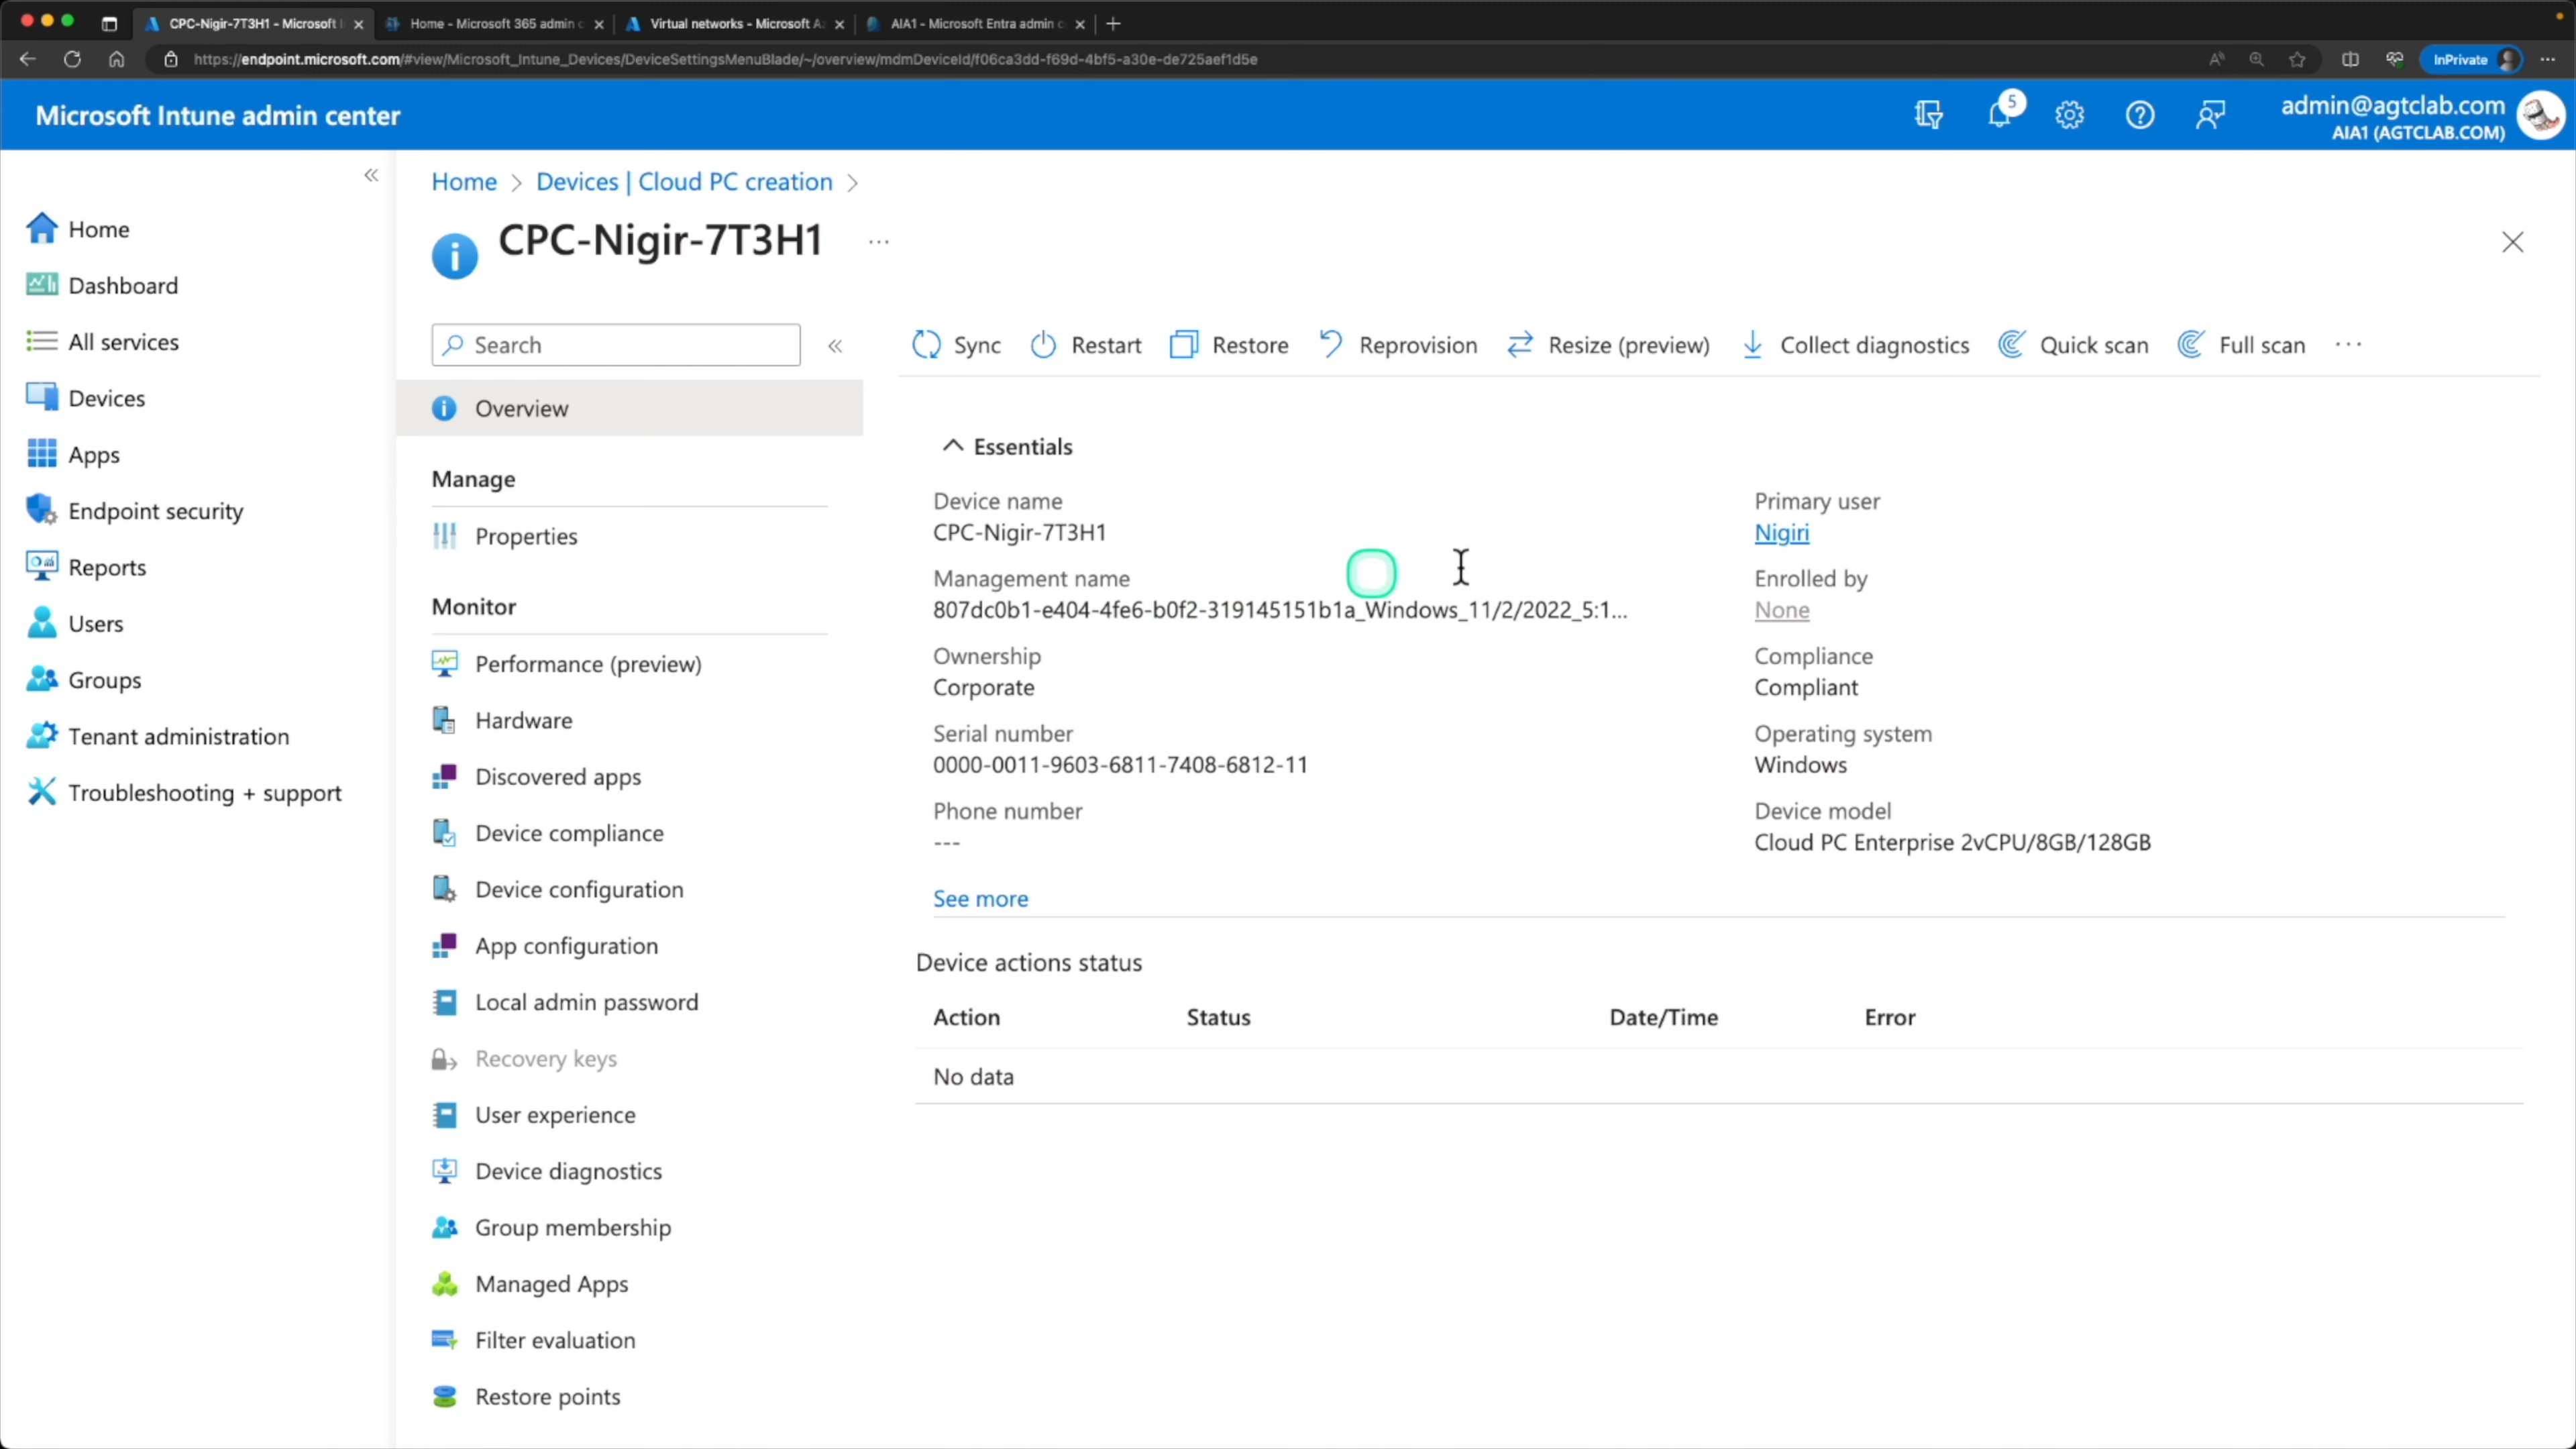 CPC-Nigir-7T3H1 - Microsoft I
Home - Microsoft 365 admin c
Virtual networks - Microsoft A
AIA1 - Microsoft Entra admin c
https://endpoint.microsoft.com/#view/Microsoft_Intune_Devices/DeviceSettingsMenuBlade/~/overview/mdmDeviceId/f06ca3dd-f69d-4bf5-a30e-de725aef1d5e
InPrivate
Microsoft Intune admin center
5
admin@agtclab.com
AIA1 (AGTCLAB.COM)
Home
Dashboard
All services
Devices
Apps
Endpoint security
Reports
Users
Groups
Tenant administration
Troubleshooting + support
Home > Devices | Cloud PC creation >
CPC-Nigir-7T3H1 ...
Search
Overview
Manage
Properties
Monitor
Performance (preview)
Hardware
Discovered apps
Device compliance
Device configuration
App configuration
Local admin password
Recovery keys
User experience
Device diagnostics
Group membership
Managed Apps
Filter evaluation
Restore points
Sync
Restart
Restore
Reprovision
Resize (preview)
Collect diagnostics
Quick scan
Full scan
...
Essentials
Device name
CPC-Nigir-7T3H1
Management name
807dc0b1-e404-4fe6-b0f2-319145151b1a_Windows_11/2/2022_5:1...
Ownership
Corporate
Serial number
0000-0011-9603-6811-7408-6812-11
Phone number
---
See more
Primary user
Nigiri
Enrolled by
None
Compliance
Compliant
Operating system
Windows
Device model
Cloud PC Enterprise 2vCPU/8GB/128GB
Device actions status
Action Status Date/Time Error
No data